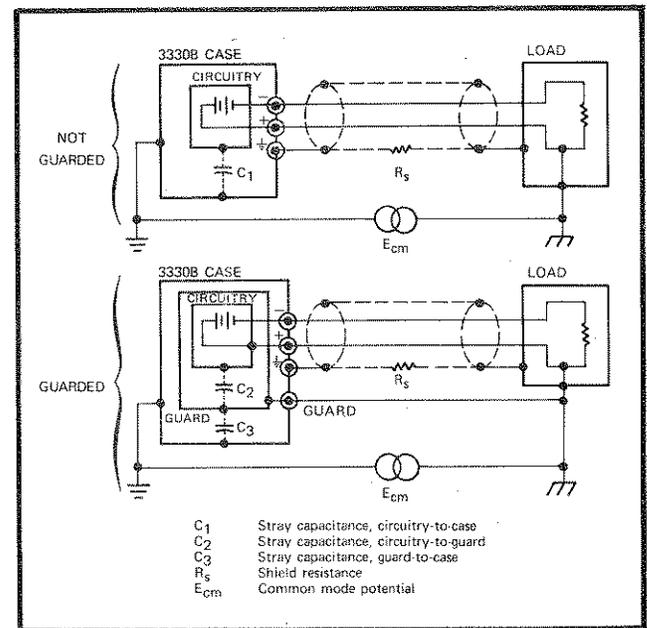 3330B CASE
LOAD
CIRCUITRY
−
+
C1
NOT
GUARDED
Rs
Ecm
3330B CASE
LOAD
CIRCUITRY
−
+
C2
GUARDED
Rs
GUARD
GUARD
C3
Ecm
C1 Stray capacitance, circuitry-to-case
C2 Stray capacitance, circuitry-to-guard
C3 Stray capacitance, guard-to-case
Rs Shield resistance
Ecm Common mode potential